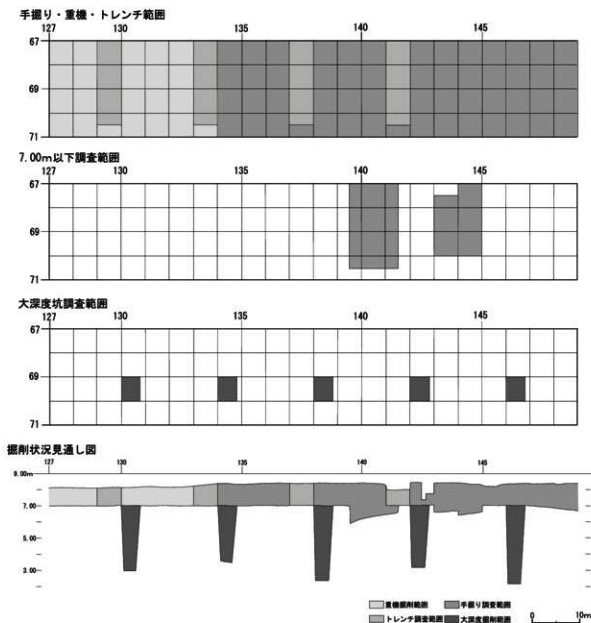 手掘り・重機・トレンチ範囲
127 130 135 140 145
67
69
71
7.00m以下調査範囲
127 130 135 140 145
67
69
71
大深度坑調査範囲
127 130 135 140 145
67
69
71
掘削状況見通し図
127 130 135 140 145
9.00m
7.00
5.00
3.00
重機掘削範囲 手掘り調査範囲
トレンチ調査範囲 大深度掘削範囲
0 10m